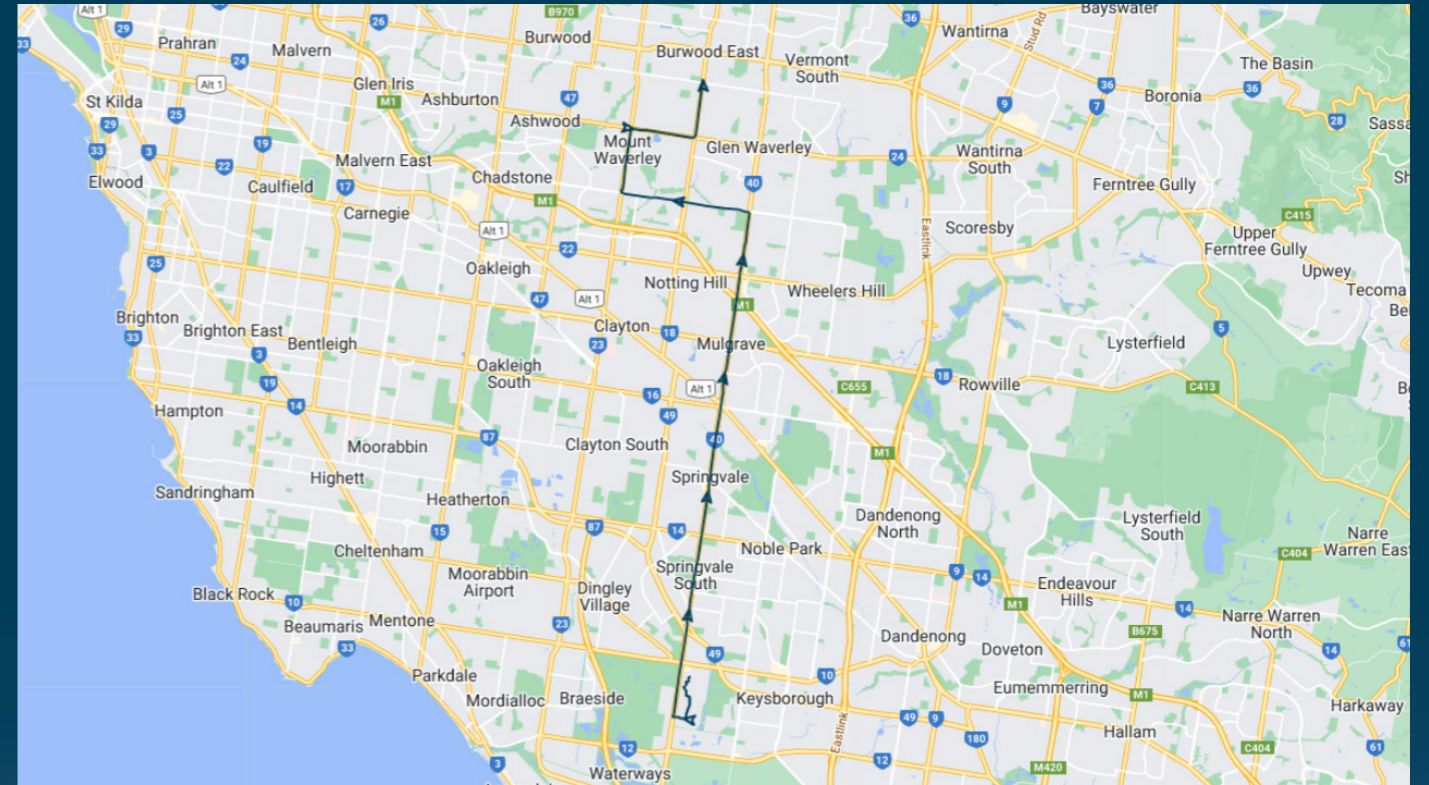 Alt 1
29
26
B970
36
Bayswater
33
Prahran
Malvern
Burwood
Burwood East
Wantirna
Stud Rd
24
Vermont
South
The Basin
Alt 1
Glen Iris
M1
Ashburton
47
36
36
Boronia
St Kilda
25
9
7
29
Ashwood
28
Sassa
33
3
19
Mount
Waverley
Glen Waverley
24
Wantirna
South
22
Malvern East
Elwood
Caulfield
17
Chadstone
40
Ferntree Gully
Sh
Carnegie
M1
C415
Alt 1
22
Eastlink
Scoresby
Upper
Ferntree Gully
25
Oakleigh
Notting Hill
Wheelers Hill
Upwey
Tecoma
47
Alt 1
M1
Be
Brighton
Brighton East
33
Clayton
18
5
Bentleigh
23
Mulgrave
Lysterfield
3
Oakleigh
South
19
18
Rowville
14
16
Alt 1
C655
C413
Hampton
49
87
40
Moorabbin
Clayton South
M1
Highett
Springvale
Sandringham
Heatherton
87
14
Dandenong
North
Lysterfield
South
15
Noble Park
Narre
Warren East
C404
Cheltenham
Springvale
South
9
14
Moorabbin
Airport
Dingley
Village
Endeavour
Hills
Black Rock
10
M1
14
Narre Warren
North
Beaumaris
Mentone
23
B675
33
Dandenong
Doveton
14
61
49
Parkdale
10
Mordialloc
Braeside
Keysborough
Eumemmerring
M1
Harkaway
49
9
180
Hallam
Eastlink
12
12
C404
61
3
Waterways
M420